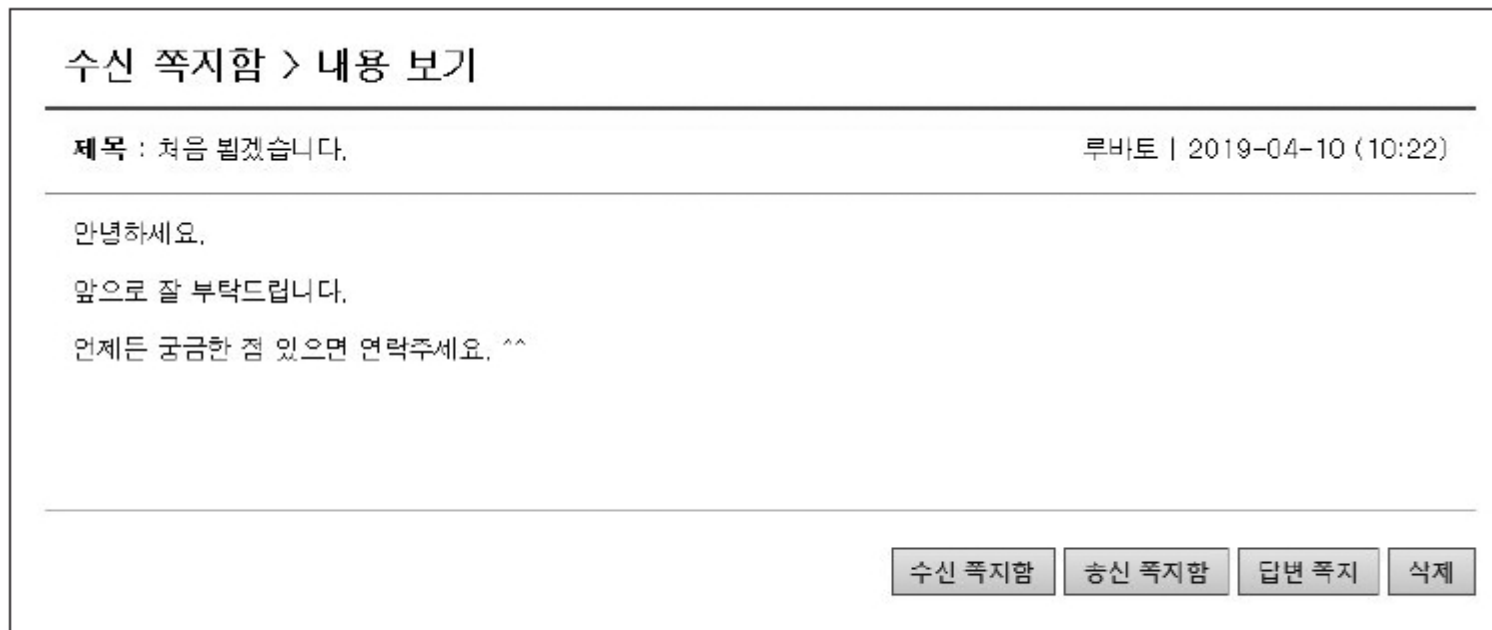 수신 쪽지함 > 내용 보기
제목 : 처음 뵙겠습니다.
루바토 | 2019-04-10 (10:22)
안녕하세요.
앞으로 잘 부탁드립니다.
언제든 궁금한 점 있으면 연락주세요. ^^
수신 쪽지함 송신 쪽지함 답변 쪽지 삭제